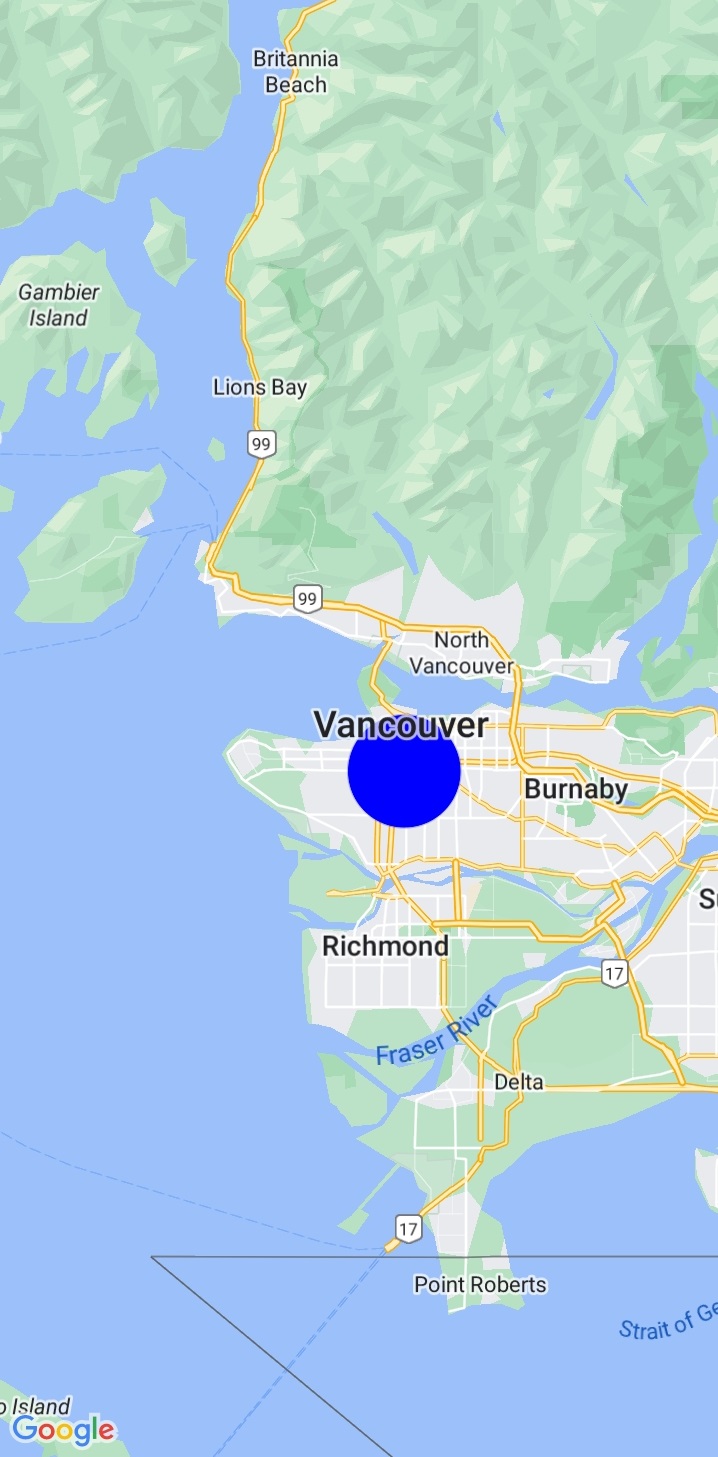 Britannia
Beach
Gambier
Island
Lions Bay
99
99
North
Vancouver
Vancouver
Burnaby
Richmond
17
Fraser River
Delta
17
Point Roberts
Strait of Ge
o Island
Google